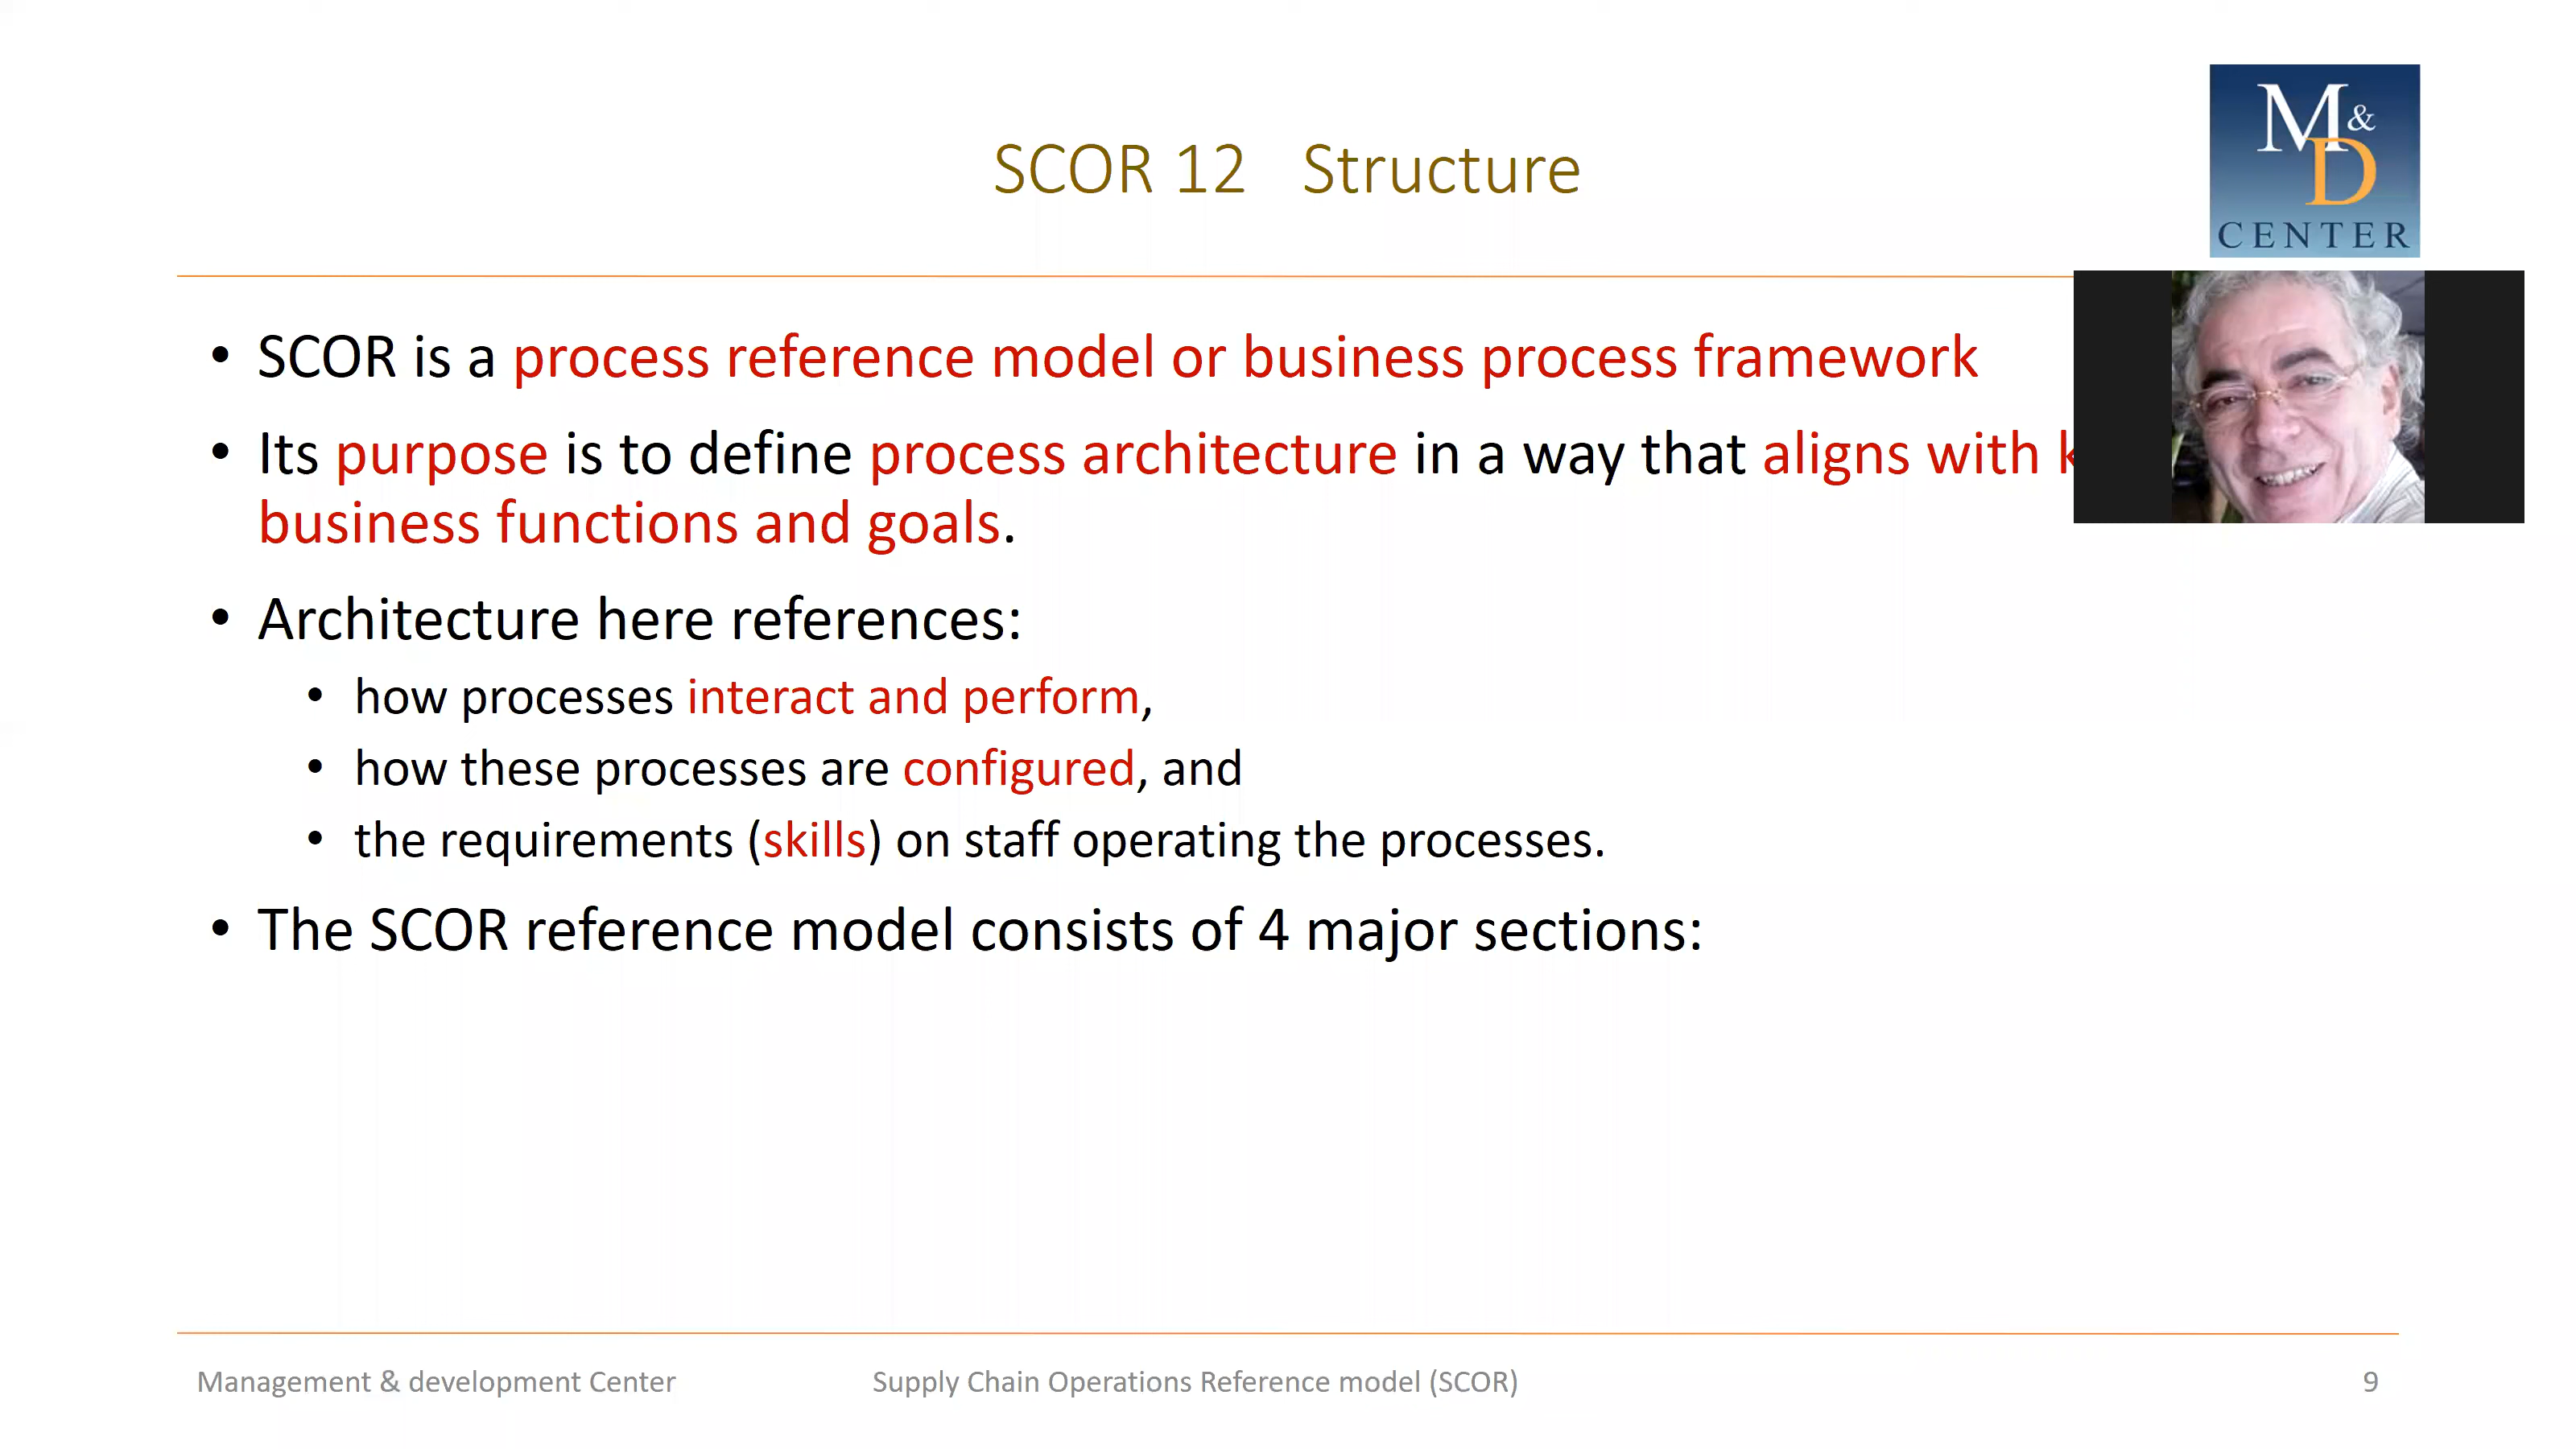 M&
D
CENTER
SCOR 12 Structure
• SCOR is a process reference model or business process framework
• Its purpose is to define process architecture in a way that aligns with
business functions and goals.
• Architecture here references:
• how processes interact and perform,
• how these processes are configured, and
• the requirements (skills) on staff operating the processes.
• The SCOR reference model consists of 4 major sections:
Management & development Center
Supply Chain Operations Reference model (SCOR)
9